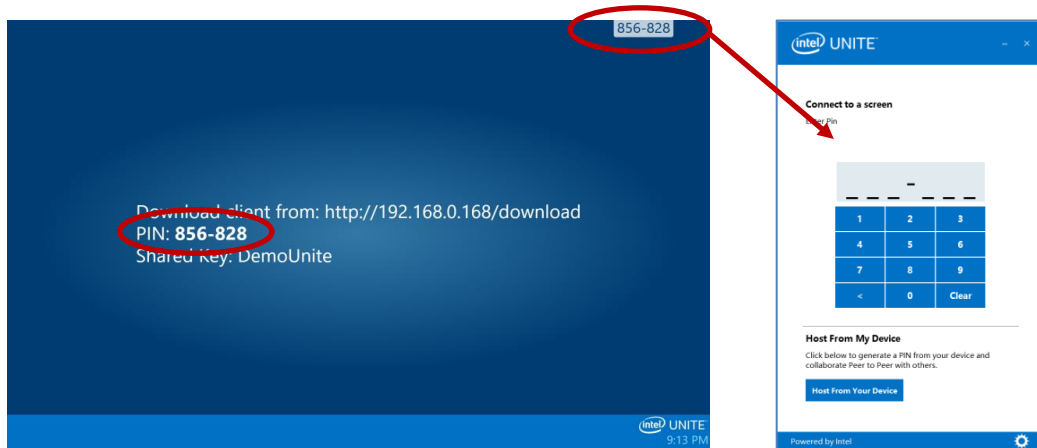 856-828
Download client from: http://192.168.0.168/download
PIN: 856-828
Shared Key: DemoUnite
intel UNITE
9:13 PM
intel UNITE
Connect to a screen
Enter Pin
_ _ _ - _ _ _
1 2 3
4 5 6
7 8 9
< 0 Clear
Host From My Device
Click below to generate a PIN from your device and
collaborate Peer to Peer with others.
Host From Your Device
Powered by Intel